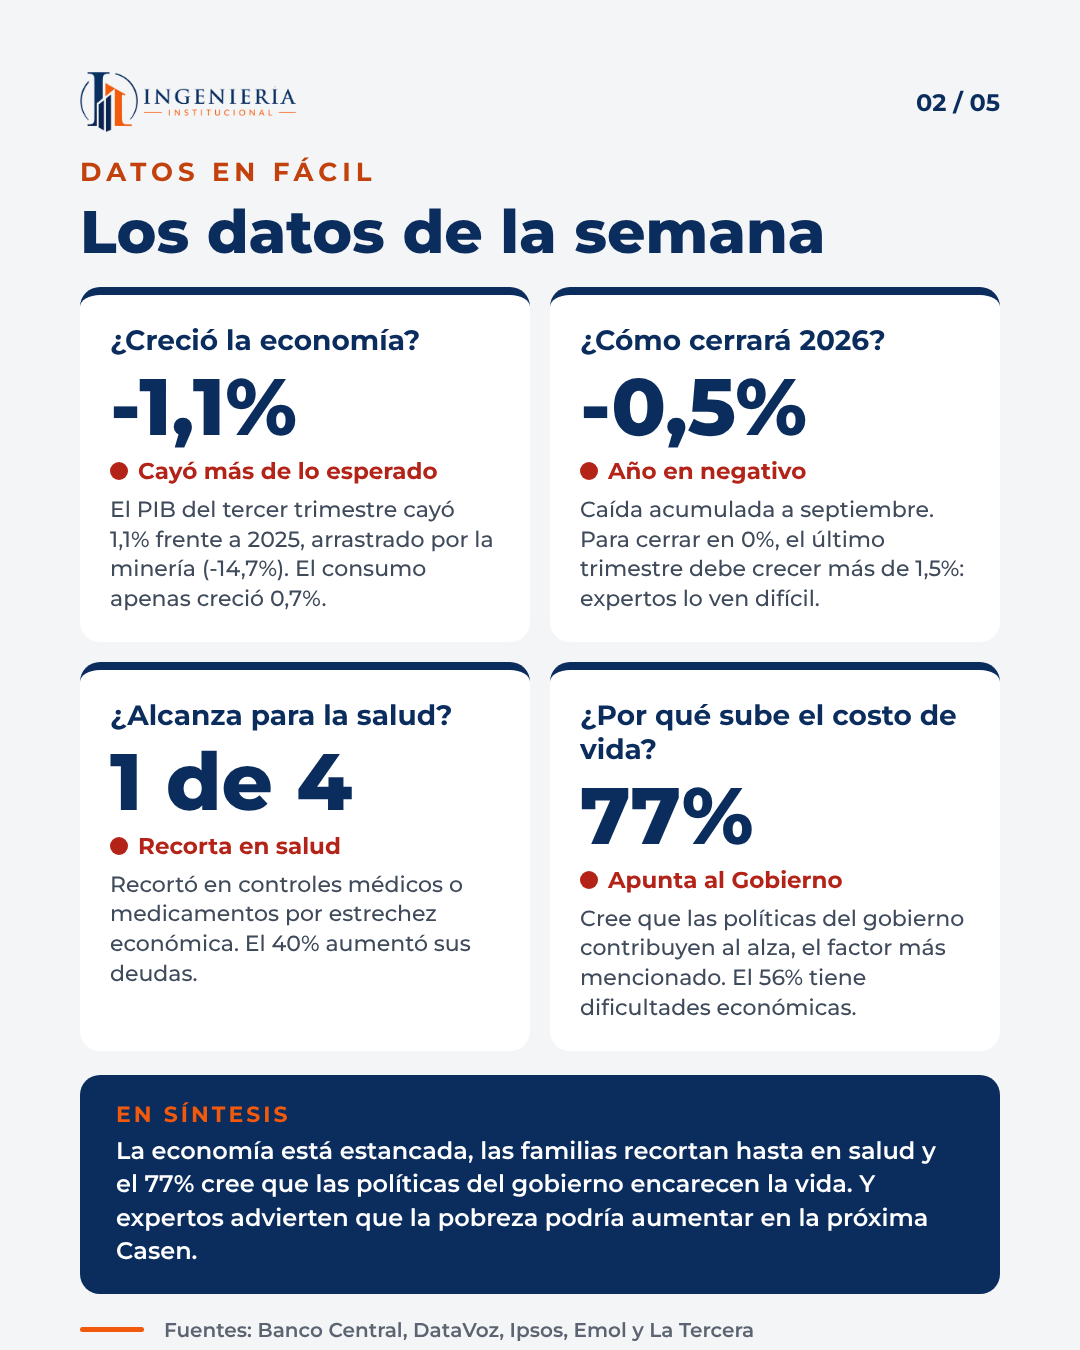 INGENIERIA
INSTITUCIONAL
02 / 05
DATOS EN FÁCIL
Los datos de la semana
¿Creció la economía?
-1,1%
Cayó más de lo esperado
El PIB del tercer trimestre cayó
1,1% frente a 2025, arrastrado por la
minería (-14,7%). El consumo
apenas creció 0,7%.
¿Cómo cerrará 2026?
-0,5%
Año en negativo
Caída acumulada a septiembre.
Para cerrar en 0%, el último
trimestre debe crecer más de 1,5%:
expertos lo ven difícil.
¿Alcanza para la salud?
1 de 4
Recorta en salud
Recortó en controles médicos o
medicamentos por estrechez
económica. El 40% aumentó sus
deudas.
¿Por qué sube el costo de
vida?
77%
Apunta al Gobierno
Cree que las políticas del gobierno
contribuyen al alza, el factor más
mencionado. El 56% tiene
dificultades económicas.
EN SÍNTESIS
La economía está estancada, las familias recortan hasta en salud y
el 77% cree que las políticas del gobierno encarecen la vida. Y
expertos advierten que la pobreza podría aumentar en la próxima
Casen.
Fuentes: Banco Central, DataVoz, Ipsos, Emol y La Tercera